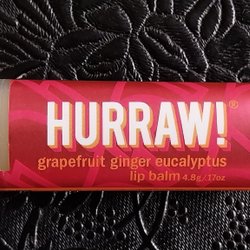 HURRAW!®
grapefruit ginger eucalyptus
lip balm 4.8g/.17oz